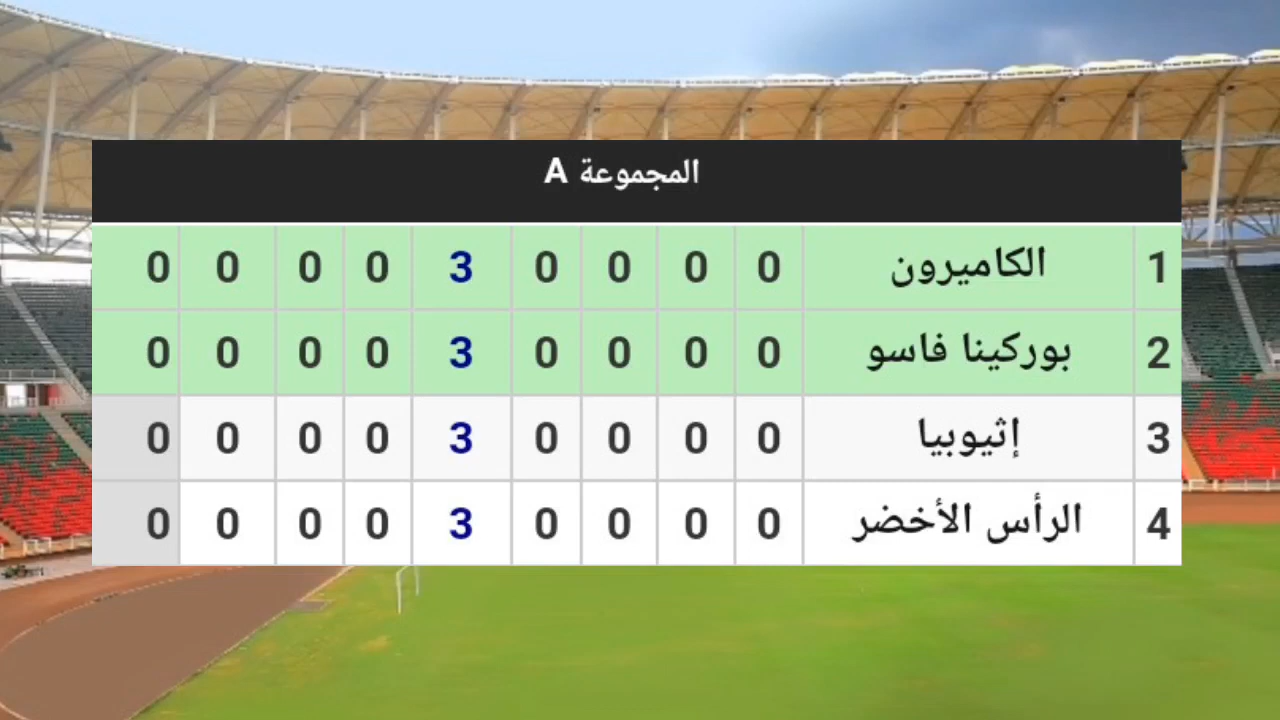 المجموعة A
1 الكاميرون 0 0 0 0 3 0 0 0 0
2 بوركينا فاسو 0 0 0 0 3 0 0 0 0
3 إثيوبيا 0 0 0 0 3 0 0 0 0
4 الرأس الأخضر 0 0 0 0 3 0 0 0 0